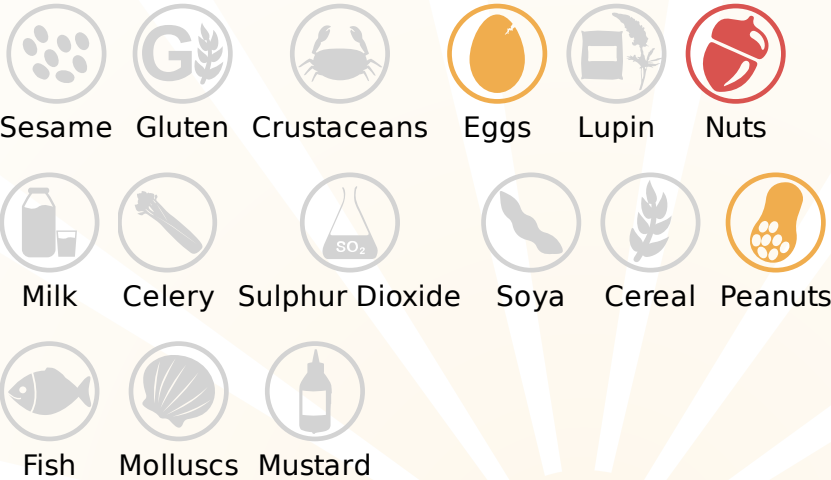 G
Sesame Gluten Crustaceans Eggs Lupin Nuts
SO₂
Milk Celery Sulphur Dioxide Soya Cereal Peanuts
Fish Molluscs Mustard